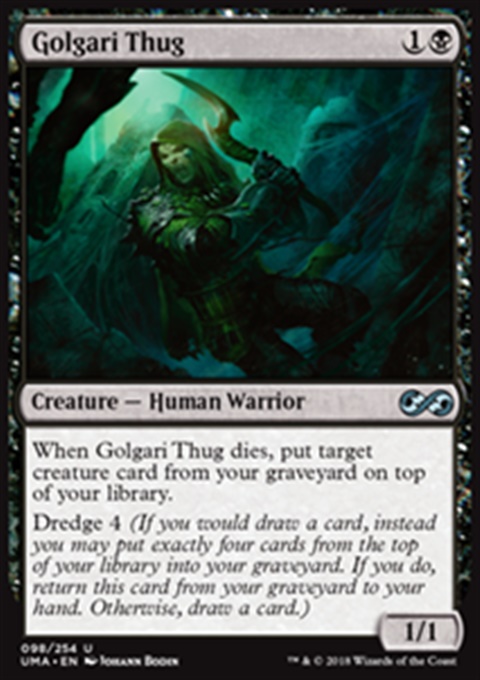 Golgari Thug 1
Creature — Human Warrior
When Golgari Thug dies, put target
creature card from your graveyard on top
of your library.
Dredge 4 (If you would draw a card, instead
you may put exactly four cards from the top
of your library into your graveyard. If you do,
return this card from your graveyard to your
hand. Otherwise, draw a card.)
1/1
098/254 U
UMA • EN Johann Bodin
™ & © 2018 Wizards of the Coast